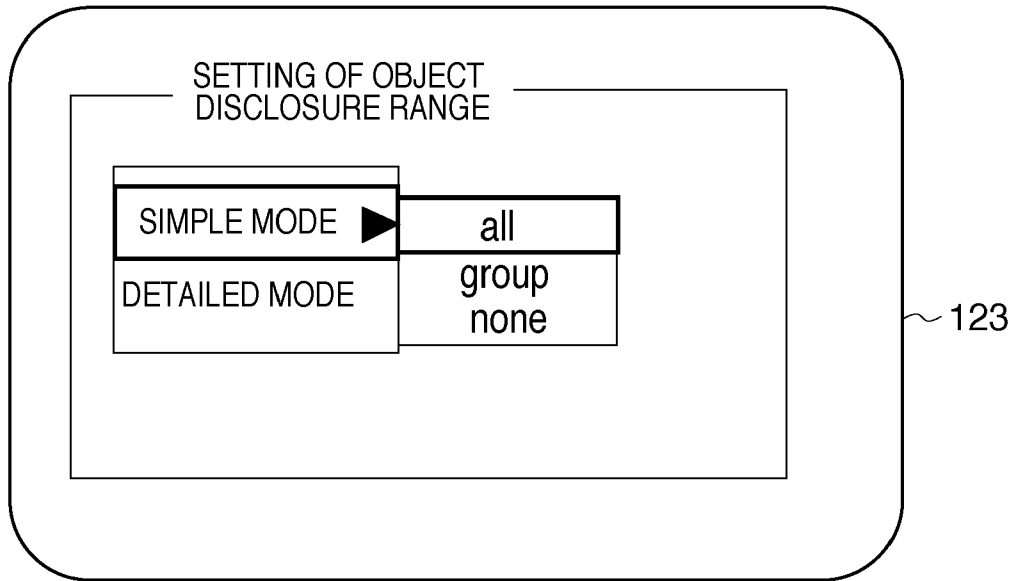 SETTING OF OBJECT
DISCLOSURE RANGE
SIMPLE MODE
all
DETAILED MODE
group
none
123